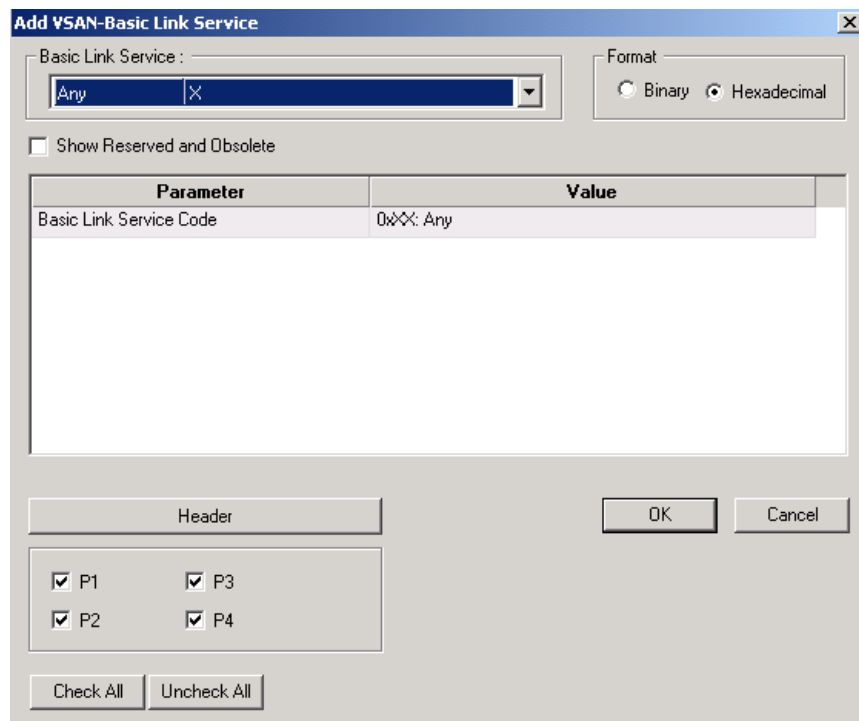 Add VSAN-Basic Link Service
Basic Link Service :
Format
Any X
Binary Hexadecimal
Show Reserved and Obsolete
Parameter Value
Basic Link Service Code 0xXX: Any
Header OK Cancel
P1 P3
P2 P4
Check All Uncheck All